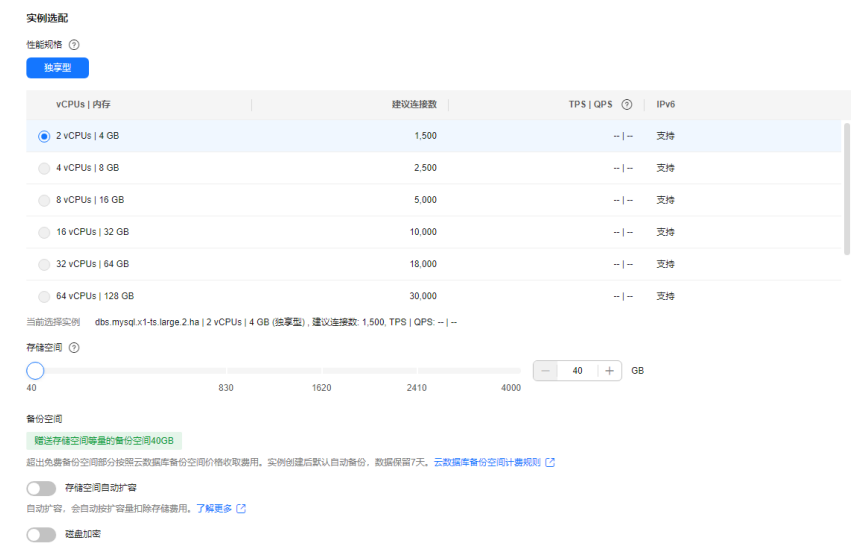 实例选配
性能规格 ?
独享型
vCPUs | 内存 建议连接数 TPS | QPS ? IPv6
2 vCPUs | 4 GB 1,500 -- | -- 支持
4 vCPUs | 8 GB 2,500 -- | -- 支持
8 vCPUs | 16 GB 5,000 -- | -- 支持
16 vCPUs | 32 GB 10,000 -- | -- 支持
32 vCPUs | 64 GB 18,000 -- | -- 支持
64 vCPUs | 128 GB 30,000 -- | -- 支持
当前选择实例 dbs.mysql.x1-ts.large.2.ha | 2 vCPUs | 4 GB (独享型) , 建议连接数: 1,500, TPS | QPS: -- | --
存储空间 ?
— 40 + GB
40 830 1620 2410 4000
备份空间
赠送存储空间等量的备份空间40GB
超出免费备份空间部分按照云数据库备份空间价格收取费用。实例创建后默认自动备份，数据保留7天。云数据库备份空间计费规则
存储空间自动扩容
自动扩容，会自动按扩容量扣除存储费用。了解更多
磁盘加密